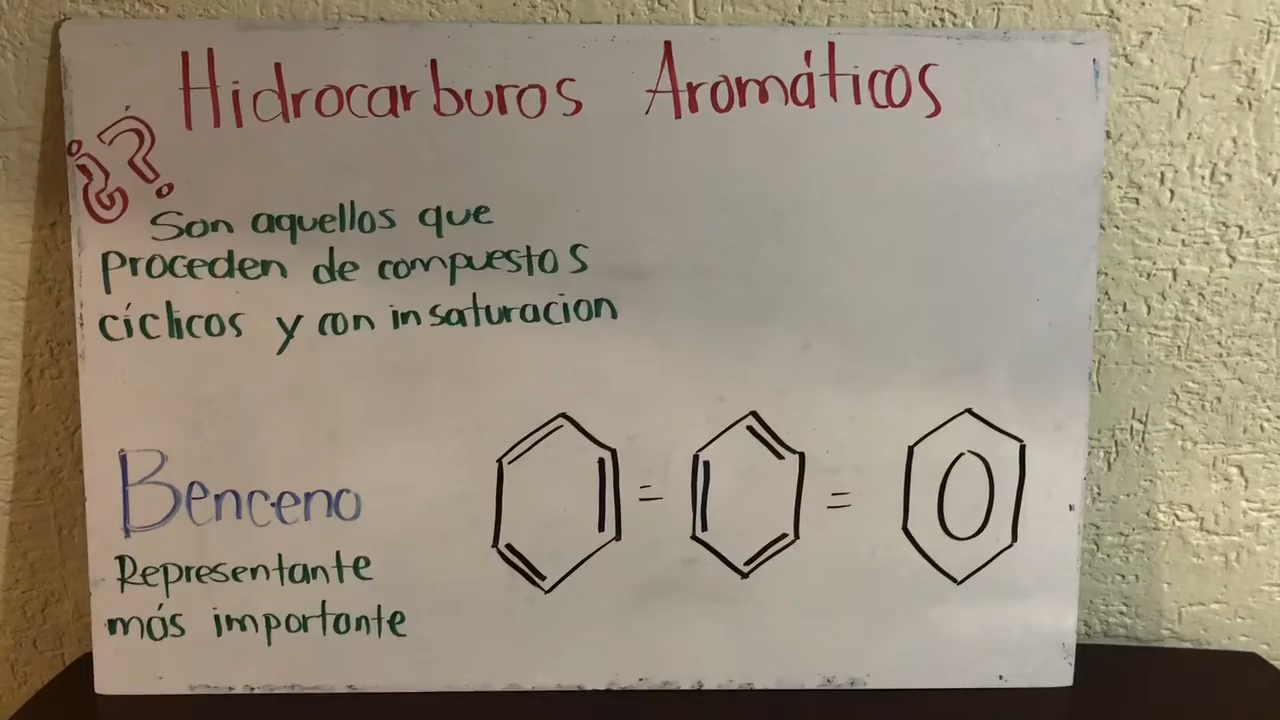 Hidrocarburos Aromáticos
¿?
Son aquellos que
proceden de compuestos
cíclicos y con insaturacion
Benceno
= =
Representante
más importante